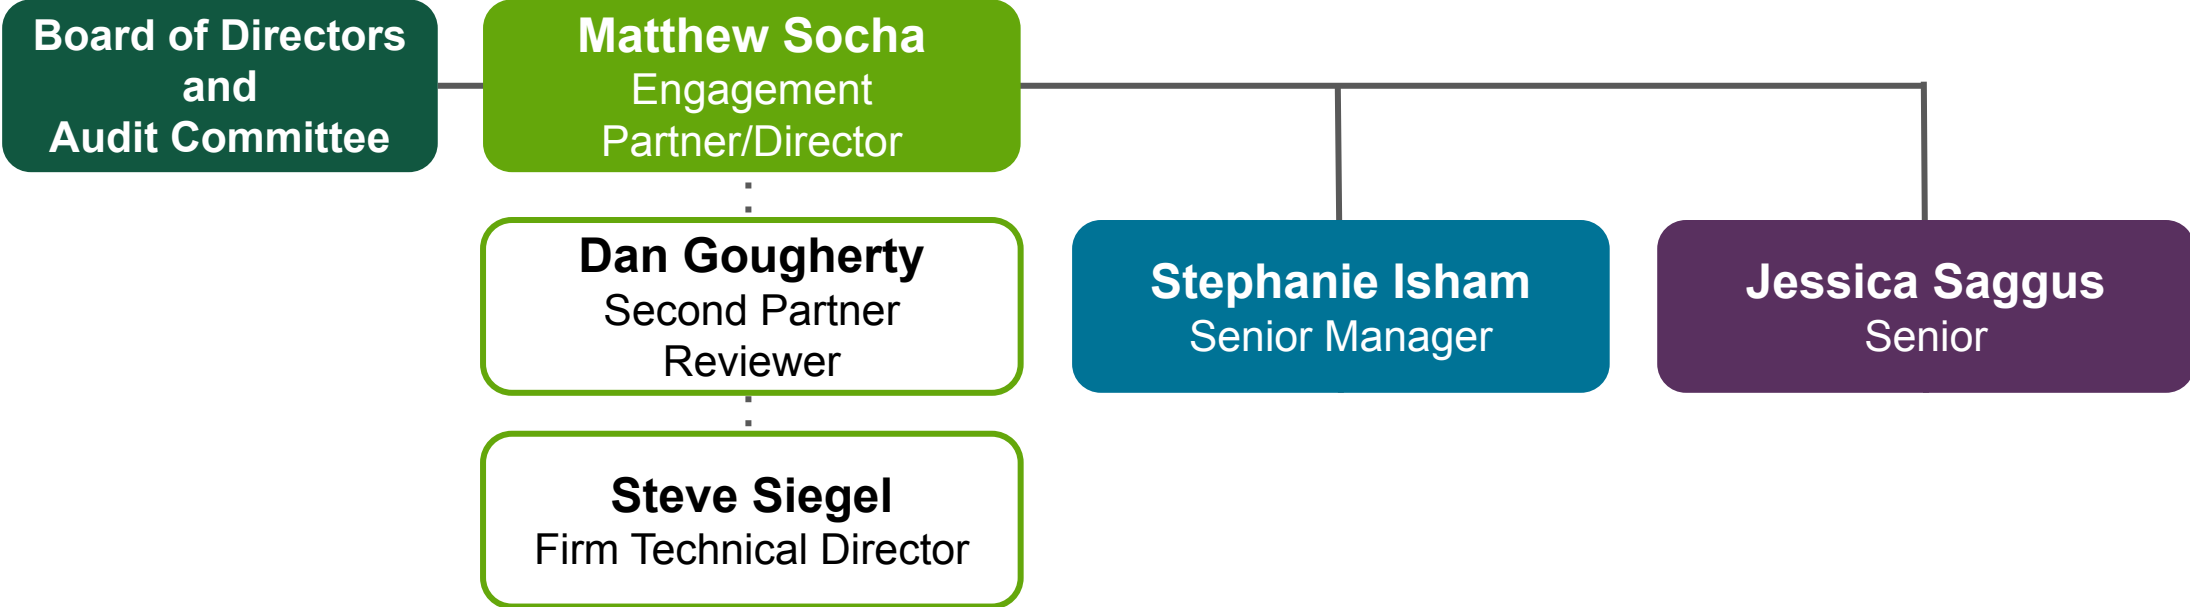 Board of Directors
and
Audit Committee
Matthew Socha
Engagement
Partner/Director
Dan Gougherty
Second Partner
Reviewer
Stephanie Isham
Senior Manager
Jessica Saggus
Senior
Steve Siegel
Firm Technical Director